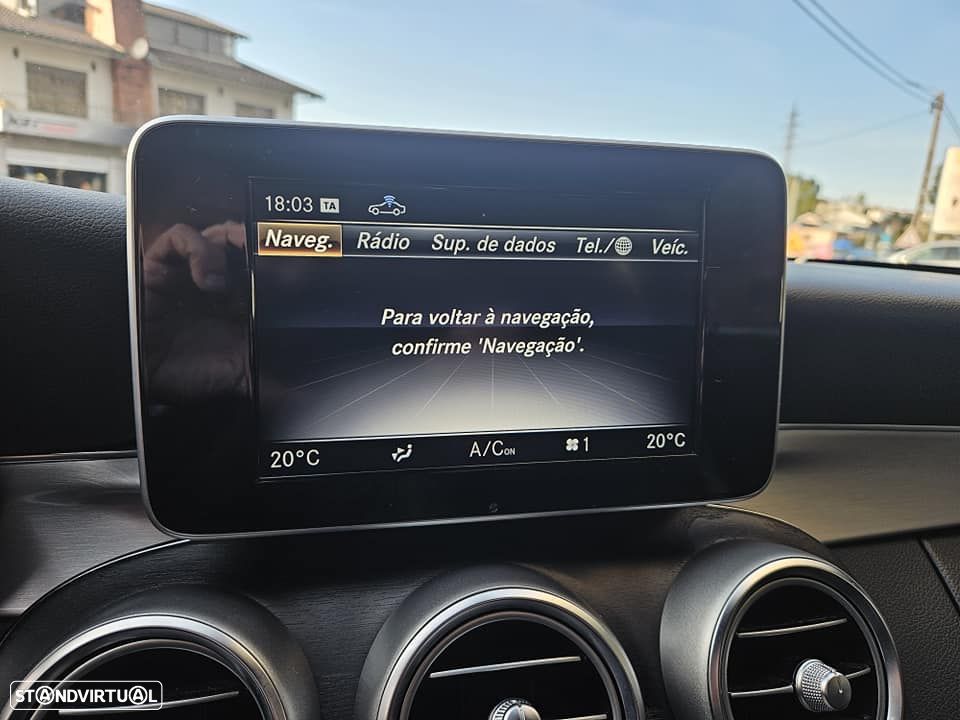 18:03 TA
Naveg. Rádio Sup. de dados Tel./ Veíc.
Para voltar à navegação,
confirme 'Navegação'.
20°C A/C ON 1 20°C
STANDVIRTUAL